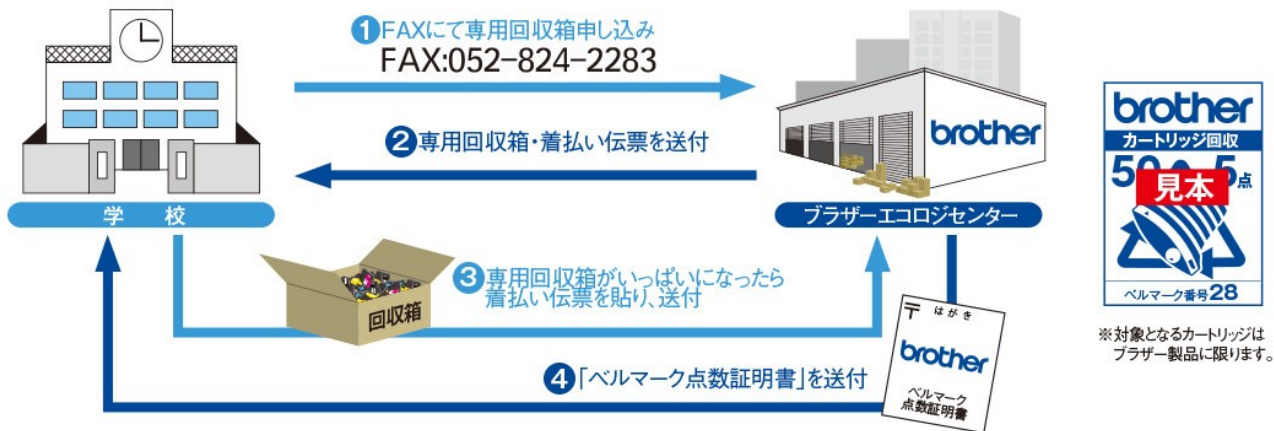 ①FAXにて専用回収箱申し込み
FAX:052-824-2283
②専用回収箱・着払い伝票を送付
brother
学 校
ブラザーエコロジセンター
③専用回収箱がいっぱいになったら
着払い伝票を貼り、送付
回収箱
〒 はがき
brother
ベルマーク
点数証明書
④「ベルマーク点数証明書」を送付
brother
カートリッジ回収
5点
見本
ベルマーク番号28
※対象となるカートリッジは
ブラザー製品に限ります。